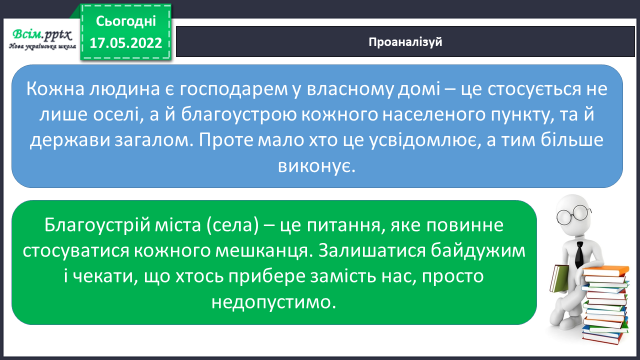 Всім.pptx
Нова українська школа
Сьогодні
17.05.2022
Проаналізуй
Кожна людина є господарем у власному домі – це стосується не
лише оселі, а й благоустрою кожного населеного пункту, та й
держави загалом. Проте мало хто це усвідомлює, а тим більше
виконує.
Благоустрій міста (села) – це питання, яке повинне
стосуватися кожного мешканця. Залишатися байдужим
і чекати, що хтось прибере замість нас, просто
недопустимо.